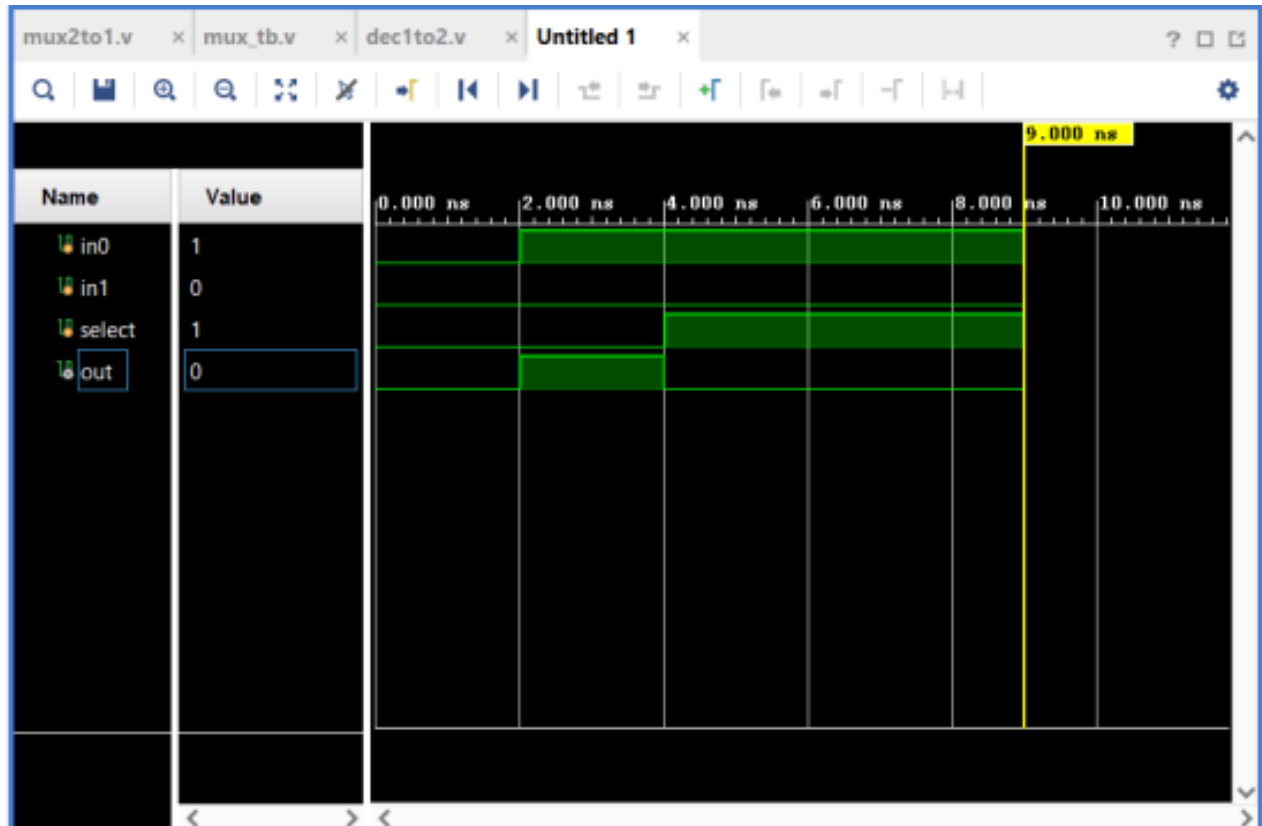 mux2to1.v × mux_tb.v × dec1to2.v × Untitled 1 × ?
9.000 ns
Name Value 0.000 ns 2.000 ns 4.000 ns 6.000 ns 8.000 ns 10.000 ns
in0 1
in1 0
select 1
out 0